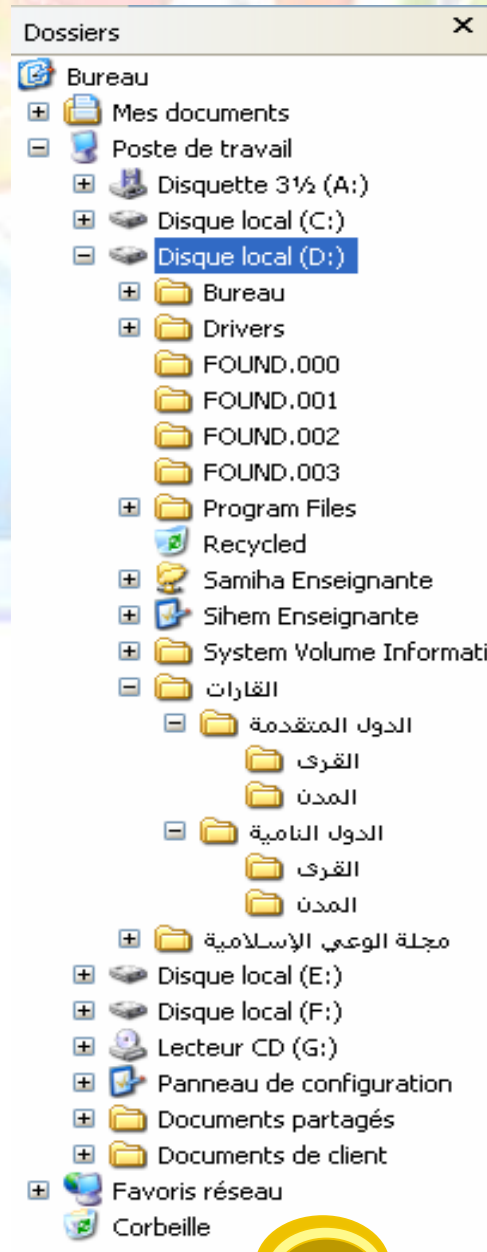 Dossiers
Bureau
Mes documents
Poste de travail
Disquette 3½ (A:)
Disque local (C:)
Disque local (D:)
Bureau
Drivers
FOUND.000
FOUND.001
FOUND.002
FOUND.003
Program Files
Recycled
Samiha Enseignante
Sihem Enseignante
System Volume Informati
القارات
الدول المتقدمة
القرى
المدن
الدول النامية
القرى
المدن
مجلة الوعي الإسلامية
Disque local (E:)
Disque local (F:)
Lecteur CD (G:)
Panneau de configuration
Documents partagés
Documents de client
Favoris réseau
Corbeille